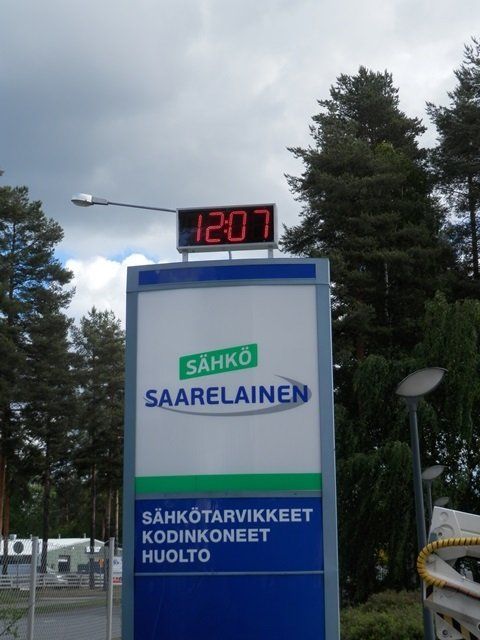 12:07
SÄHKÖ
SAARELAINEN
SÄHKÖTARVIKKEET
KODINKONEET
HUOLTO